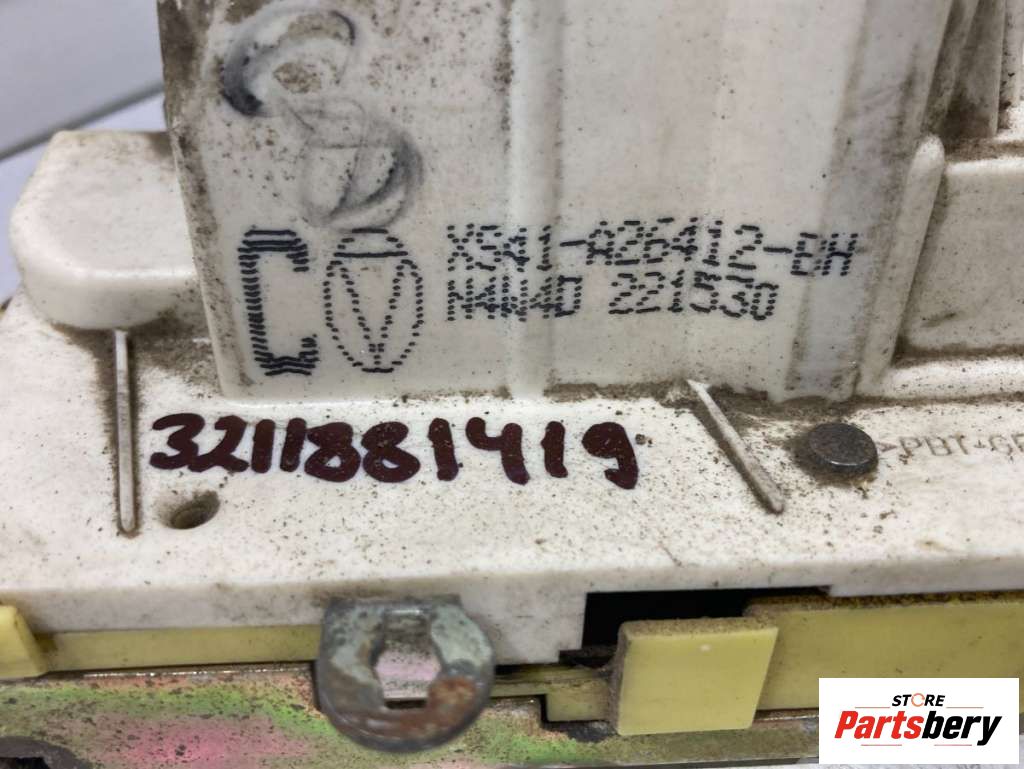 C XS41-A26412-BH
N4W4D 221530
3211881419
>PBT-GF
STORE
Partsbery